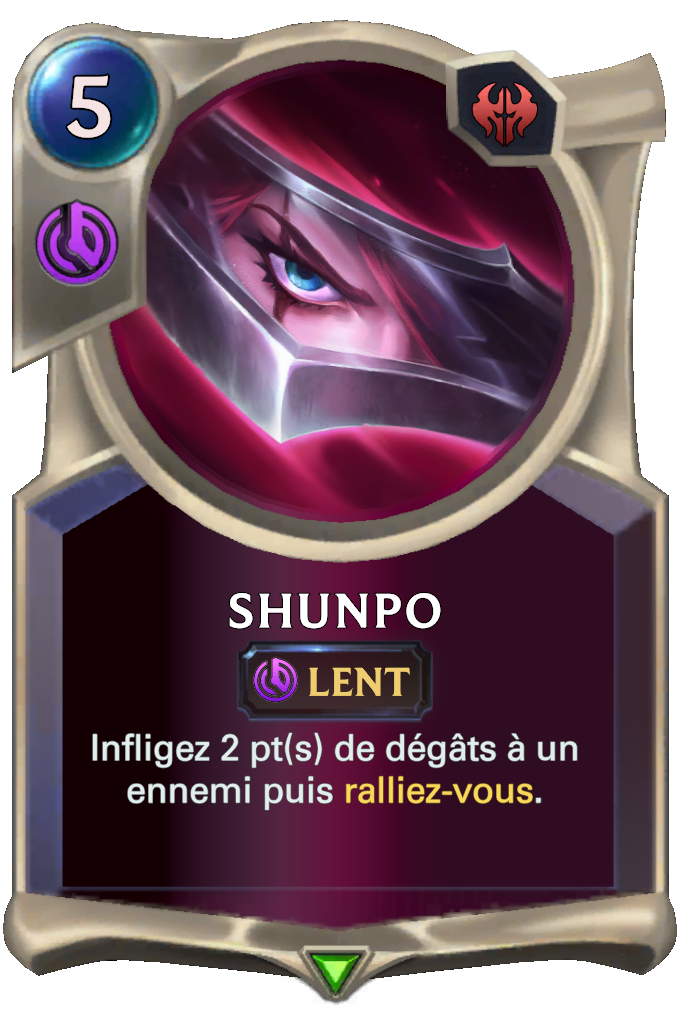 5
SHUNPO
LENT
Infligez 2 pt(s) de dégâts à un
ennemi puis ralliez-vous.